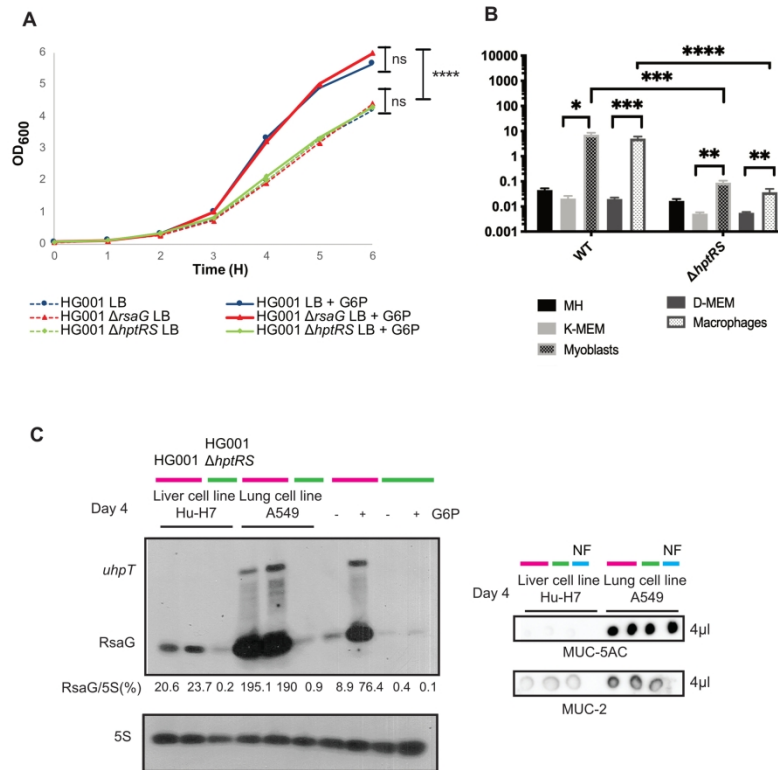 A
OD600
6
5
4
3
2
1
0
0 1 2 3 4 5 6
Time (H)
ns
ns
****
HG001 LB
HG001 LB + G6P
HG001 ΔrsaG LB
HG001 ΔrsaG LB + G6P
HG001 ΔhptRS LB
HG001 ΔhptRS LB + G6P
B
10000
1000
100
10
1
0.1
0.01
0.001
****
***
* ***
** **
WT
ΔhptRS
MH
D-MEM
K-MEM
Macrophages
Myoblasts
C
HG001
HG001 ΔhptRS
Liver cell line Lung cell line
Day 4 Hu-H7 A549 - + - + G6P
uhpT
RsaG
RsaG/5S(%) 20.6 23.7 0.2 195.1 190 0.9 8.9 76.4 0.4 0.1
5S
NF NF
Liver cell line Lung cell line
Day 4 Hu-H7 A549
4µl
MUC-5AC
4µl
MUC-2